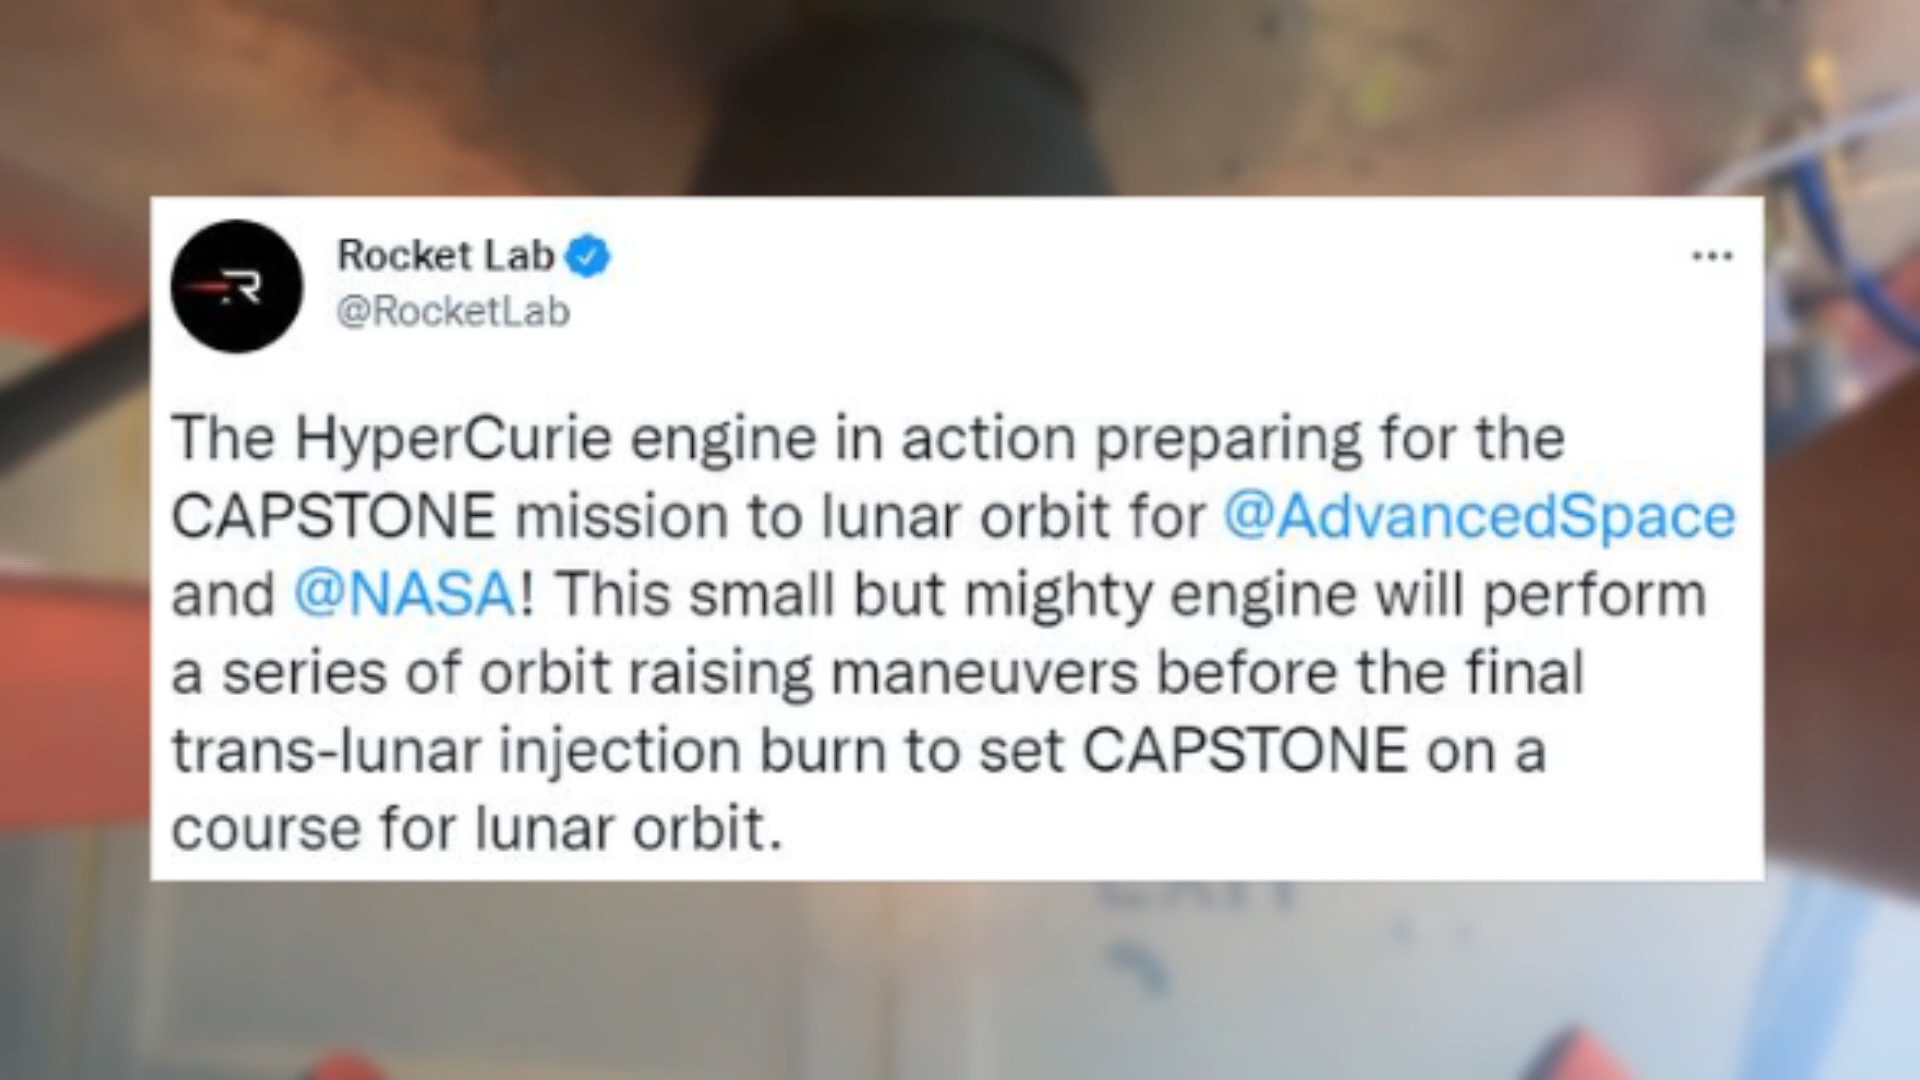 Rocket Lab
@RocketLab
The HyperCurie engine in action preparing for the
CAPSTONE mission to lunar orbit for @AdvancedSpace
and @NASA! This small but mighty engine will perform
a series of orbit raising maneuvers before the final
trans-lunar injection burn to set CAPSTONE on a
course for lunar orbit.